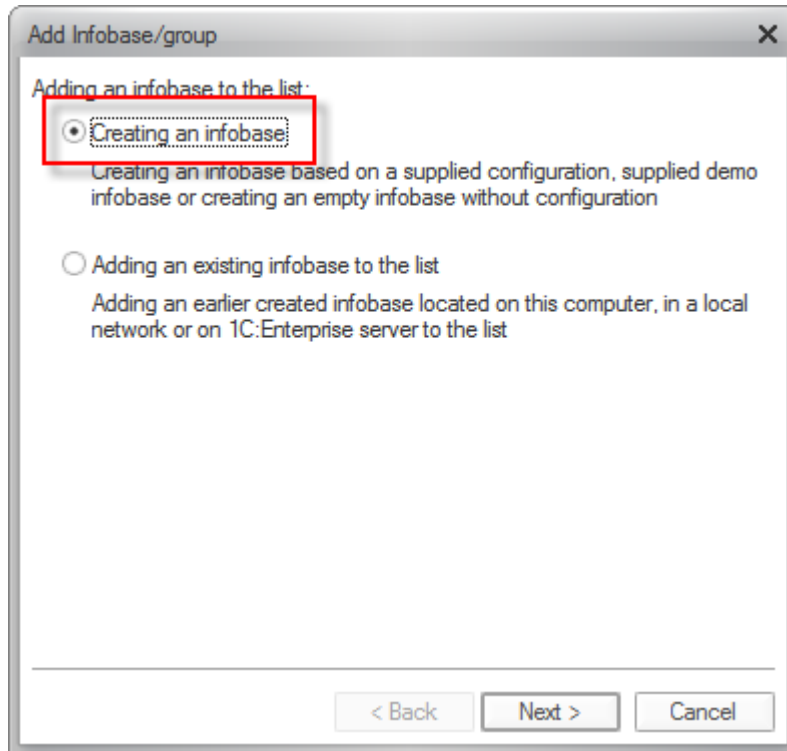 Add Infobase/group
Adding an infobase to the list:
Creating an infobase
Creating an infobase based on a supplied configuration, supplied demo
infobase or creating an empty infobase without configuration
Adding an existing infobase to the list
Adding an earlier created infobase located on this computer, in a local
network or on 1C:Enterprise server to the list
< Back Next > Cancel